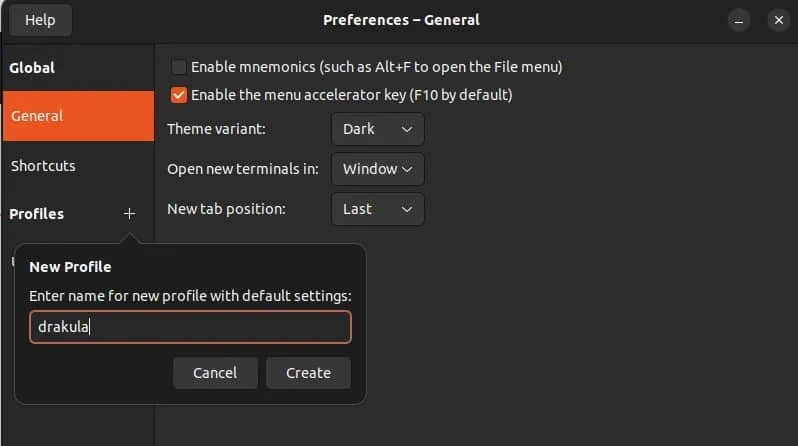 Help
Preferences – General
Global
General
Shortcuts
Profiles +
Enable mnemonics (such as Alt+F to open the File menu)
Enable the menu accelerator key (F10 by default)
Theme variant: Dark
Open new terminals in: Window
New tab position: Last
New Profile
Enter name for new profile with default settings:
drakula
Cancel Create